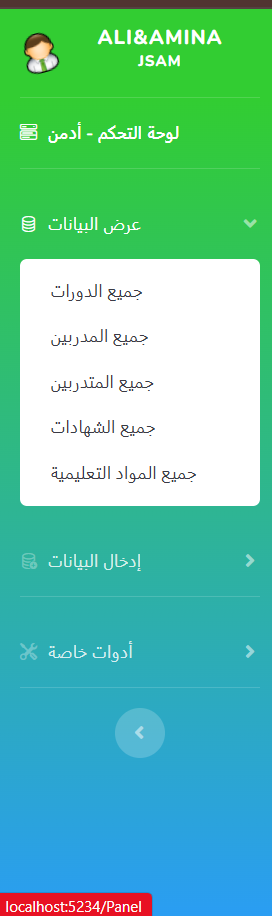 ALI&AMINA
JSAM
لوحة التحكم - أدمن
عرض البيانات
جميع الدورات
جميع المدربين
جميع المتدربين
جميع الشهادات
جميع المواد التعليمية
إدخال البيانات
أدوات خاصة
localhost:5234/Panel